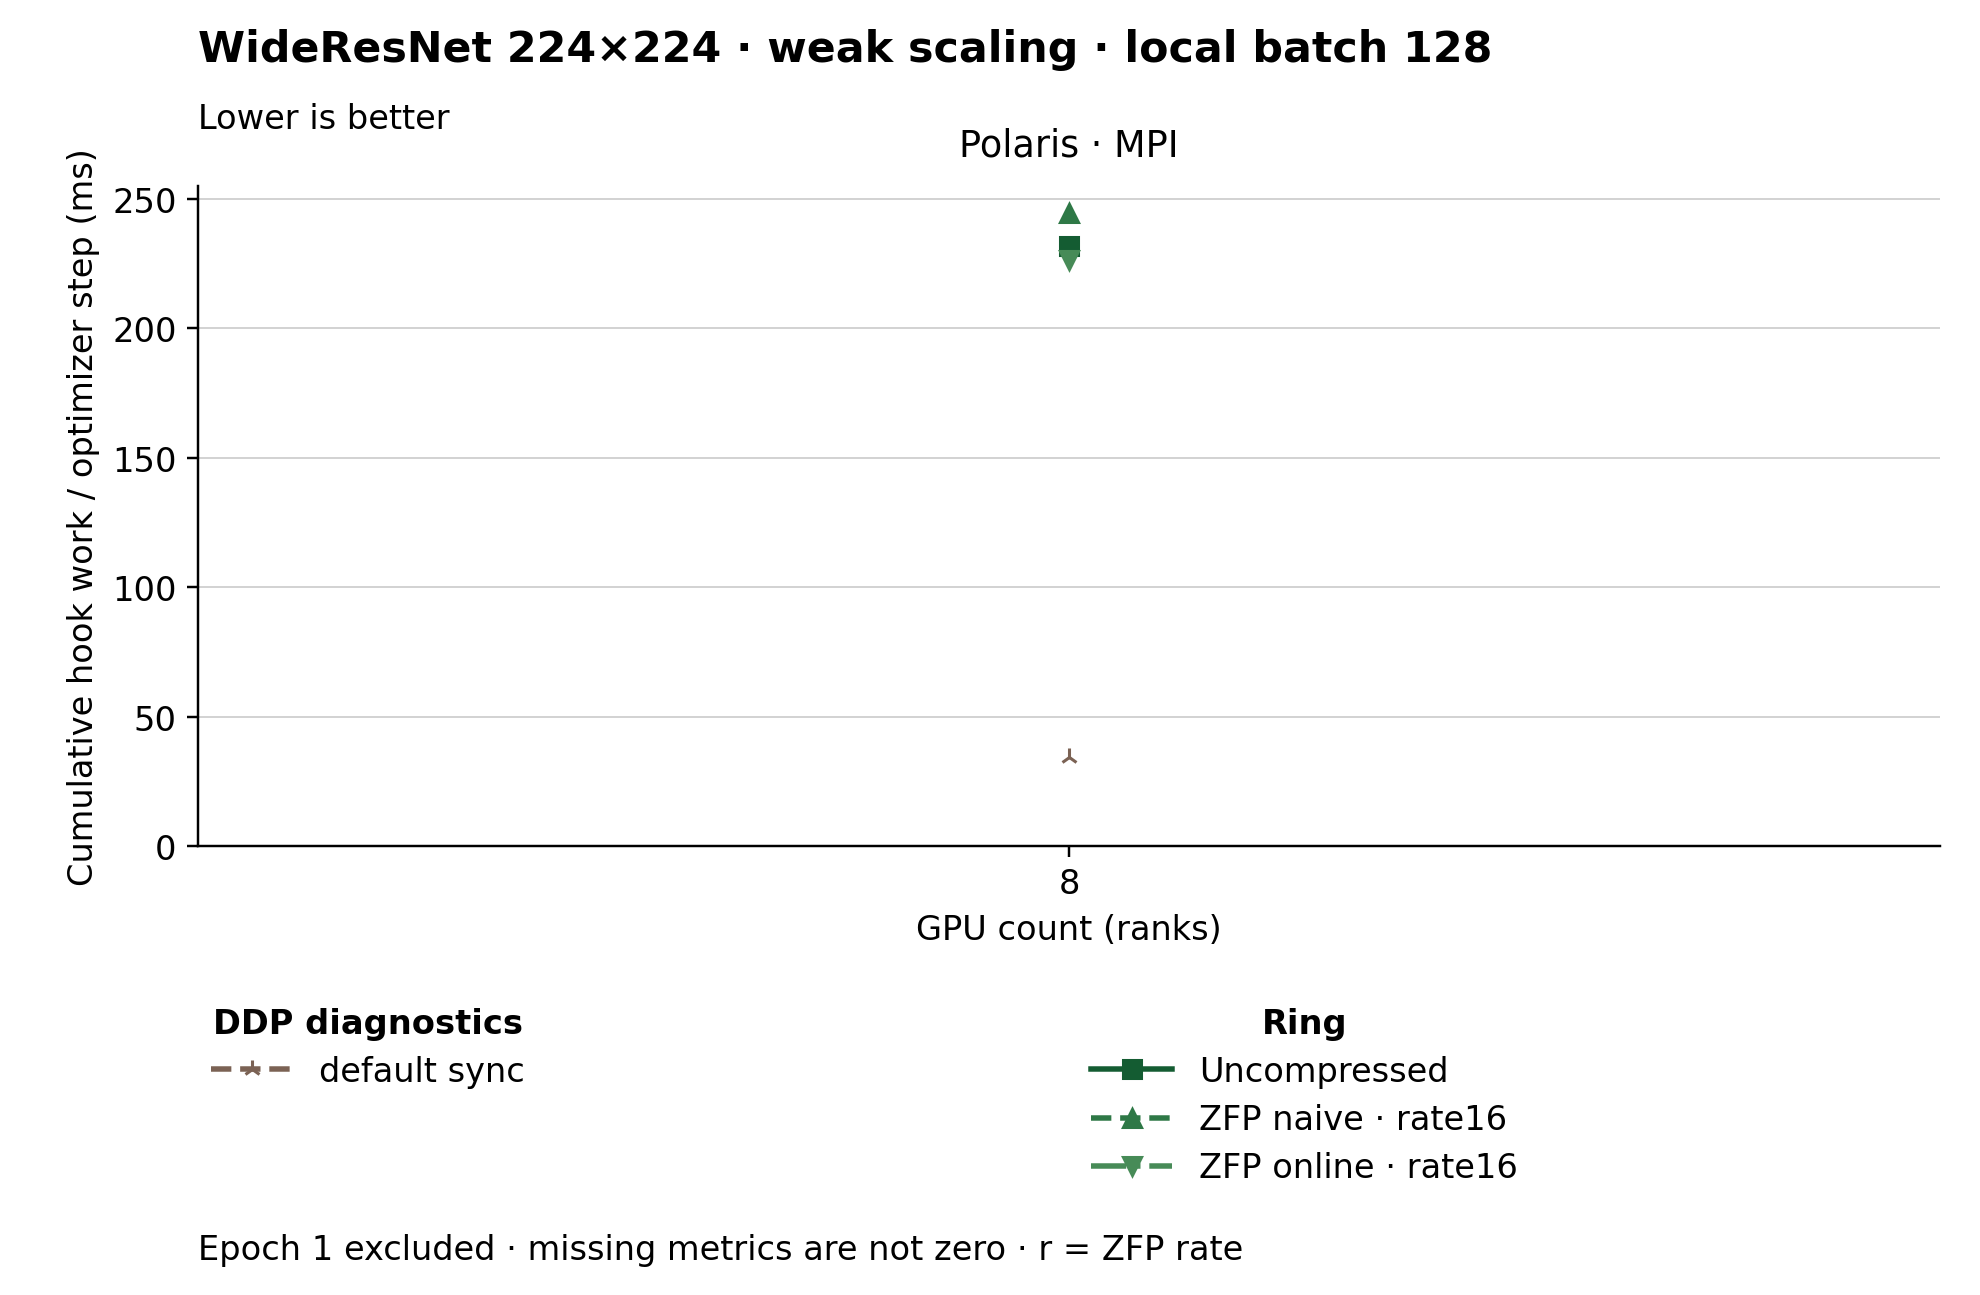 WideResNet 224×224 · weak scaling · local batch 128
Lower is better
Polaris · MPI
Cumulative hook work / optimizer step (ms)
250
200
150
100
50
0
8
GPU count (ranks)
DDP diagnostics
default sync
Ring
Uncompressed
ZFP naive · rate16
ZFP online · rate16
Epoch 1 excluded · missing metrics are not zero · r = ZFP rate